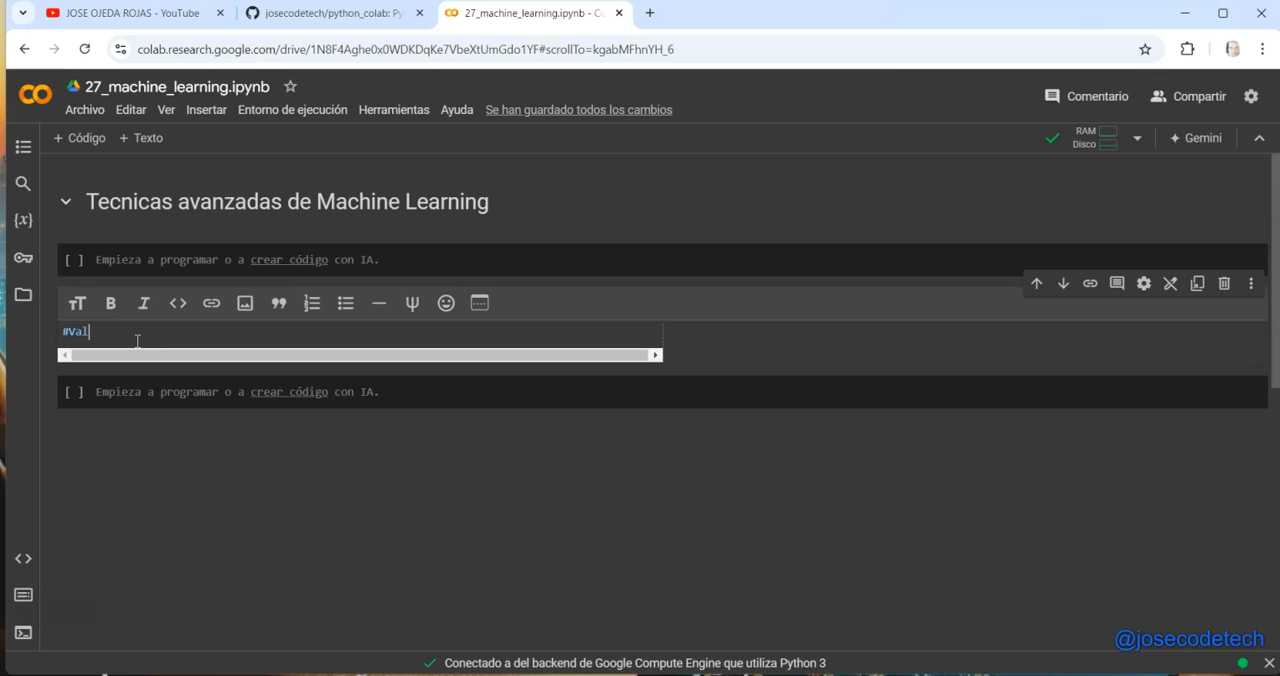 JOSE OJEDA ROJAS - YouTube
josecodetech/python_colab: Py
27_machine_learning.ipynb - Co
colab.research.google.com/drive/1N8F4Aghe0x0WDKDqKe7VbeXtUmGdo1YF#scrollTo=kgabMFhnYH_6
27_machine_learning.ipynb
Comentario
Compartir
Archivo Editar Ver Insertar Entorno de ejecución Herramientas Ayuda Se han guardado todos los cambios
+ Código + Texto
RAM
Disco
Gemini
Tecnicas avanzadas de Machine Learning
[ ] Empieza a programar o a crear código con IA.
#Val
[ ] Empieza a programar o a crear código con IA.
@josecodetech
Conectado a del backend de Google Compute Engine que utiliza Python 3